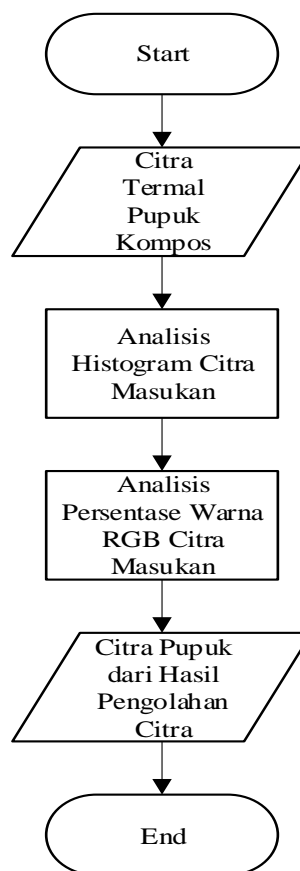 Start
Citra
Termal
Pupuk
Kompos
Analisis
Histogram Citra
Masukan
Analisis
Persentase Warna
RGB Citra
Masukan
Citra Pupuk
dari Hasil
Pengolahan
Citra
End